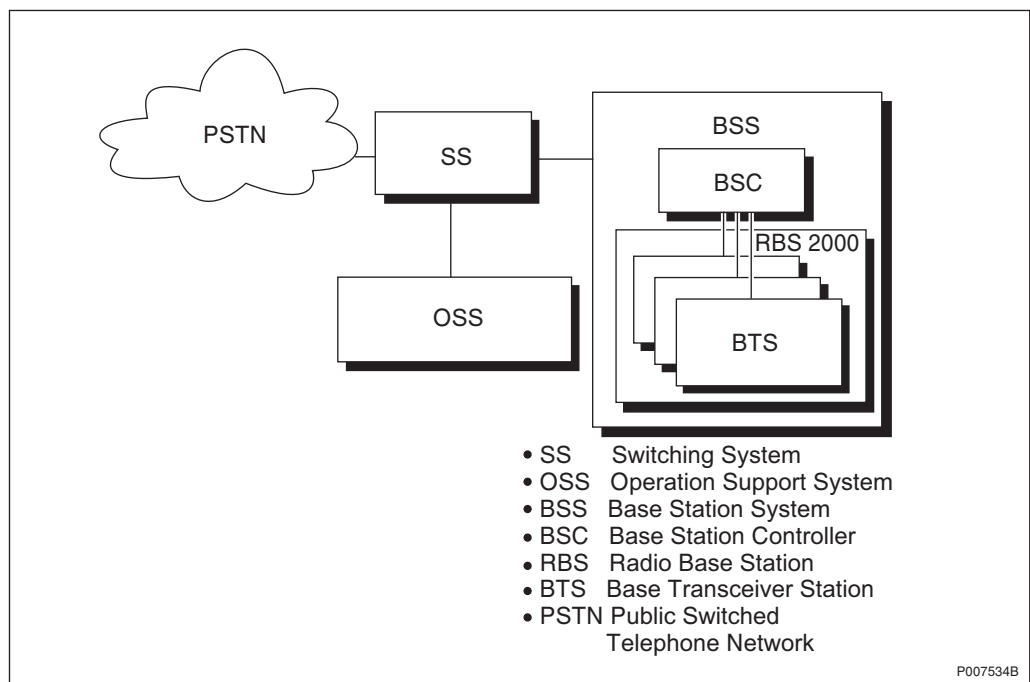 PSTN
SS
BSS
BSC
RBS 2000
OSS
BTS
• SS Switching System
• OSS Operation Support System
• BSS Base Station System
• BSC Base Station Controller
• RBS Radio Base Station
• BTS Base Transceiver Station
• PSTN Public Switched
Telephone Network
P007534B